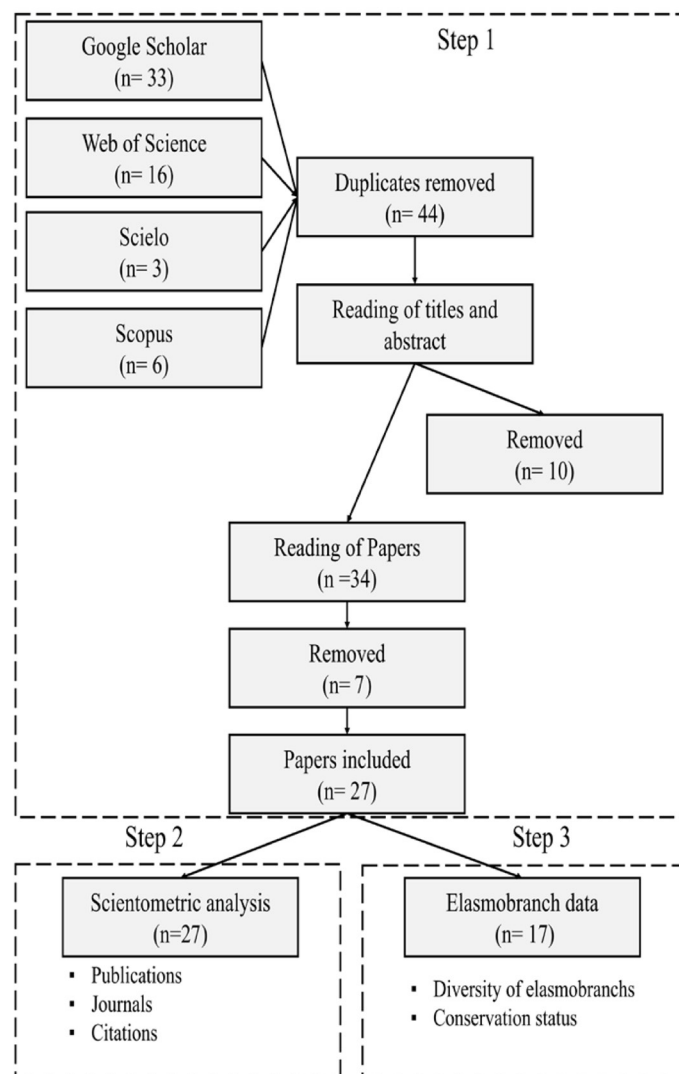 Step 1
Google Scholar
(n= 33)
Web of Science
(n= 16)
Scielo
(n= 3)
Scopus
(n= 6)
Duplicates removed
(n= 44)
Reading of titles and
abstract
Removed
(n= 10)
Reading of Papers
(n =34)
Removed
(n= 7)
Papers included
(n= 27)
Step 2
Scientometric analysis
(n=27)
▪ Publications
▪ Journals
▪ Citations
Step 3
Elasmobranch data
(n= 17)
▪ Diversity of elasmobranchs
▪ Conservation status